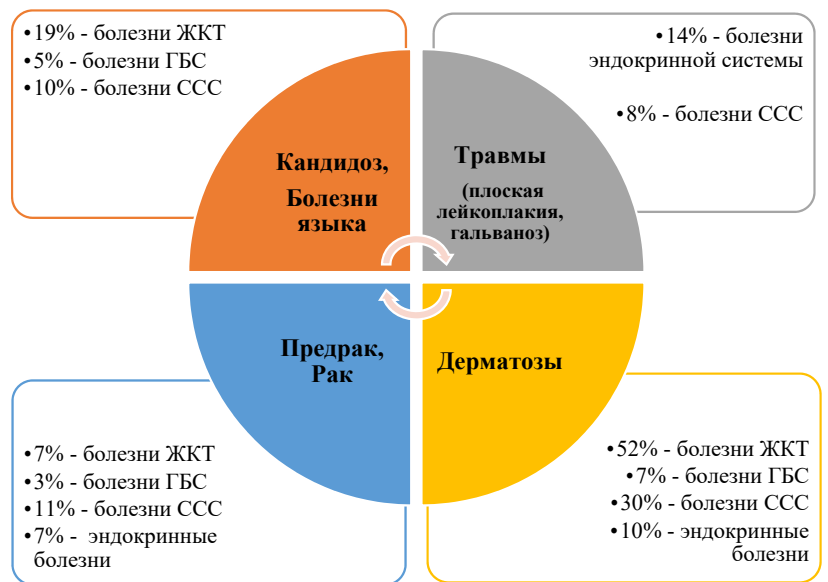 •19% - болезни ЖКТ
•5% - болезни ГБС
•10% - болезни ССС
•14% - болезни
эндокринной системы
•8% - болезни ССС
Кандидоз,
Болезни
языка
Травмы
(плоская
лейкоплакия,
гальваноз)
Предрак,
Рак
Дерматозы
•7% - болезни ЖКТ
•3% - болезни ГБС
•11% - болезни ССС
•7% - эндокринные
болезни
•52% - болезни ЖКТ
•7% - болезни ГБС
•30% - болезни ССС
•10% - эндокринные
болезни